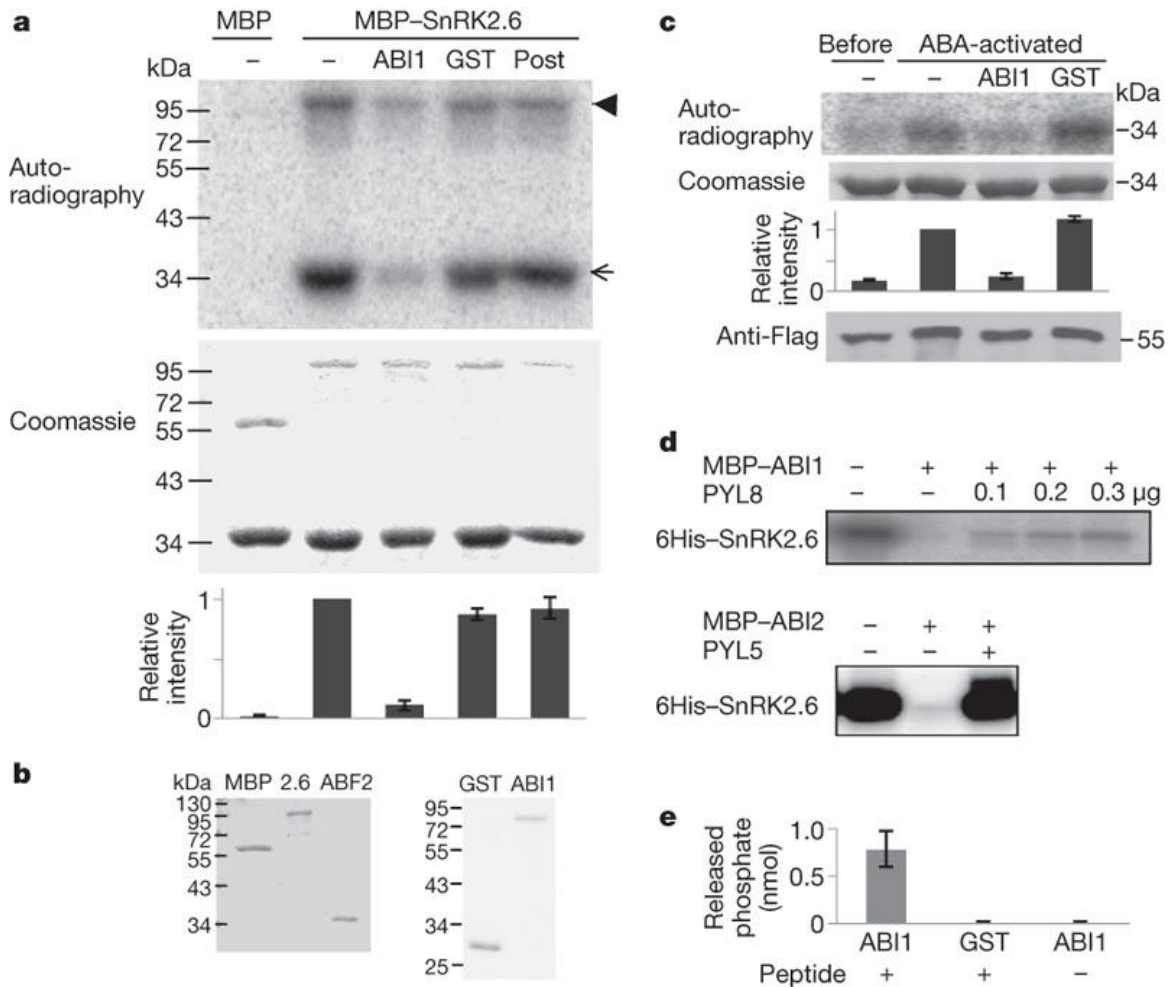 a
MBP MBP–SnRK2.6
kDa – – ABI1 GST Post
95
72
Auto-
radiography
55
43
34
95
72
Coomassie
55
43
34
Relative
intensity
1
0
b
kDa MBP 2.6 ABF2
130
95
72
55
43
34
GST ABI1
95
72
55
43
34
25
c
Before ABA-activated
– – ABI1 GST kDa
Auto-
radiography
34
Coomassie 34
Relative
intensity
1
0
Anti-Flag 55
d
MBP–ABI1 – + + + +
PYL8 – – 0.1 0.2 0.3 µg
6His–SnRK2.6
MBP–ABI2 – + +
PYL5 – – +
6His–SnRK2.6
e
Released
phosphate
(nmol)
1.0
0.5
0
ABI1 GST ABI1
Peptide + + –